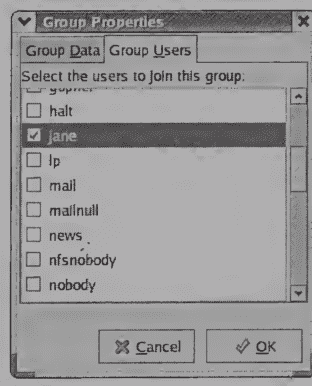 Group Properties
Group Data Group Users
Select the users to join this group:
gopher
halt
jane
lp
mail
mailnull
news
nfsnobody
nobody
Cancel OK